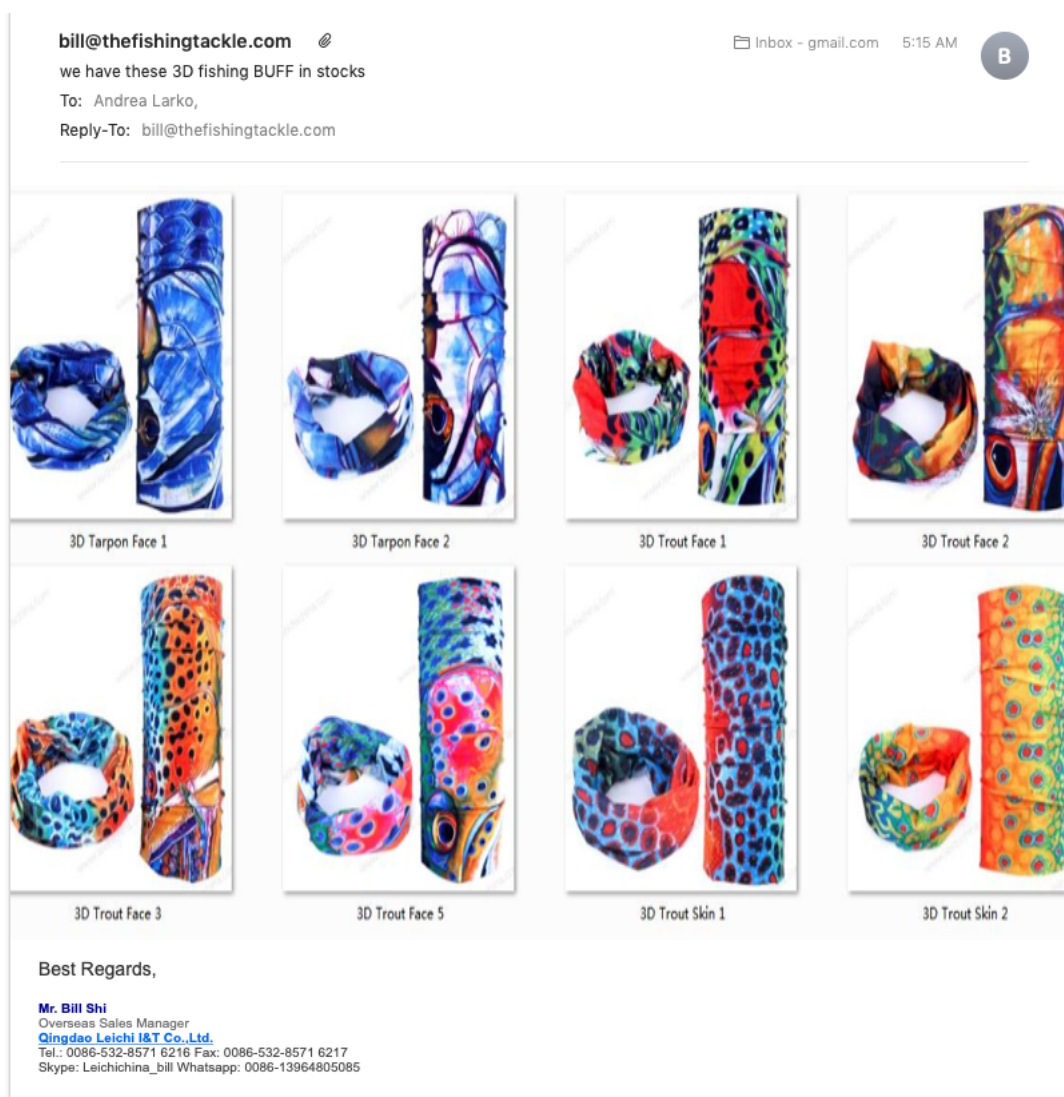 bill@thefishingtackle.com
Inbox - gmail.com 5:15 AM
B
we have these 3D fishing BUFF in stocks
To: Andrea Larko,
Reply-To: bill@thefishingtackle.com
3D Tarpon Face 1
3D Tarpon Face 2
3D Trout Face 1
3D Trout Face 2
3D Trout Face 3
3D Trout Face 5
3D Trout Skin 1
3D Trout Skin 2
Best Regards,
Mr. Bill Shi
Overseas Sales Manager
Qingdao Leichi I&T Co.,Ltd.
Tel.: 0086-532-8571 6216 Fax: 0086-532-8571 6217
Skype: Leichichina_bill Whatsapp: 0086-13964805085